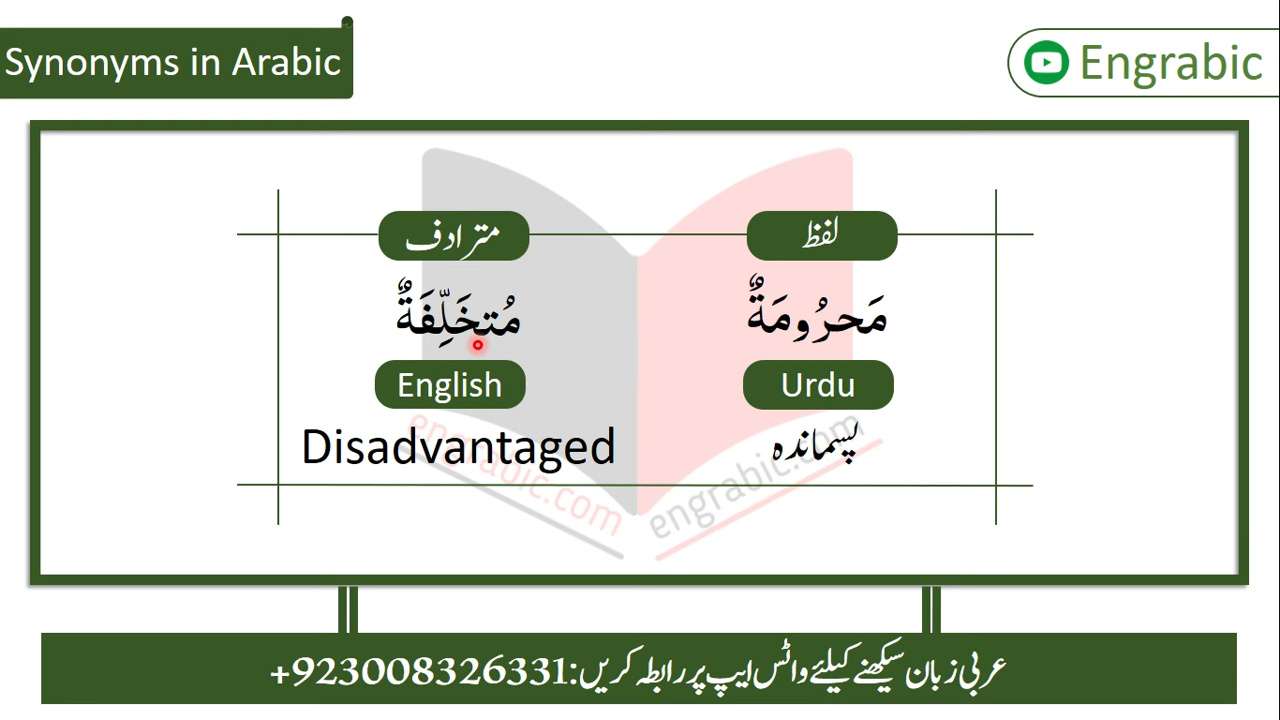 Synonyms in Arabic
Engrabic
لفظ
مترادف
مَحرُومَةٌ
مُتخَلِّفَةٌ
Urdu
English
پسماندہ
Disadvantaged
engrabic.com
engrabic.com
عربی زبان سیکھنے کیلئے واٹس ایپ پر رابطہ کریں:923008326331+